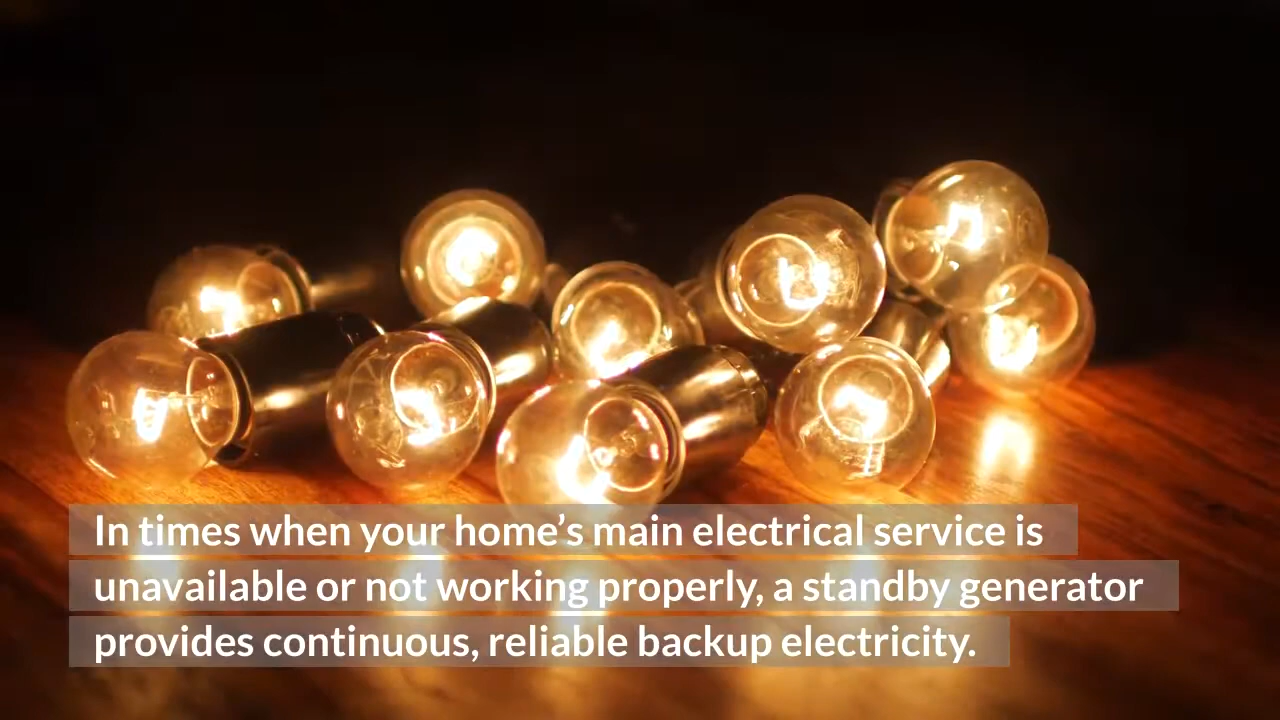 In times when your home’s main electrical service is
unavailable or not working properly, a standby generator
provides continuous, reliable backup electricity.